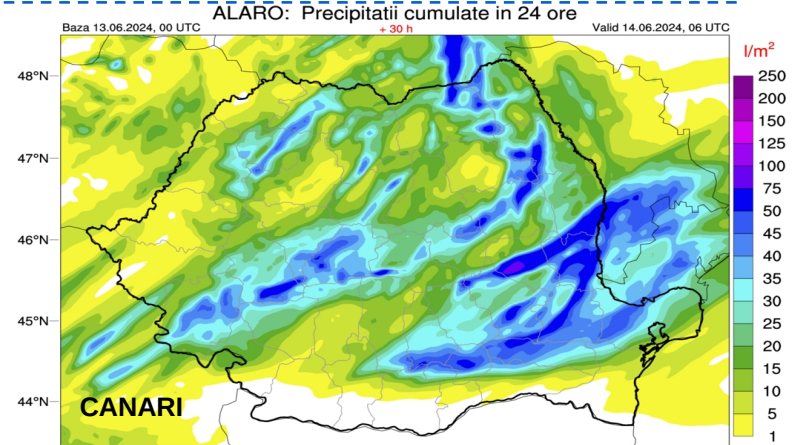 ALARO: Precipitatii cumulate in 24 ore
Baza 13.06.2024, 00 UTC
+ 30 h
Valid 14.06.2024, 06 UTC
l/m²
48°N
47°N
46°N
45°N
44°N
250
200
150
125
100
75
50
45
40
35
30
25
20
15
10
5
1
CANARI